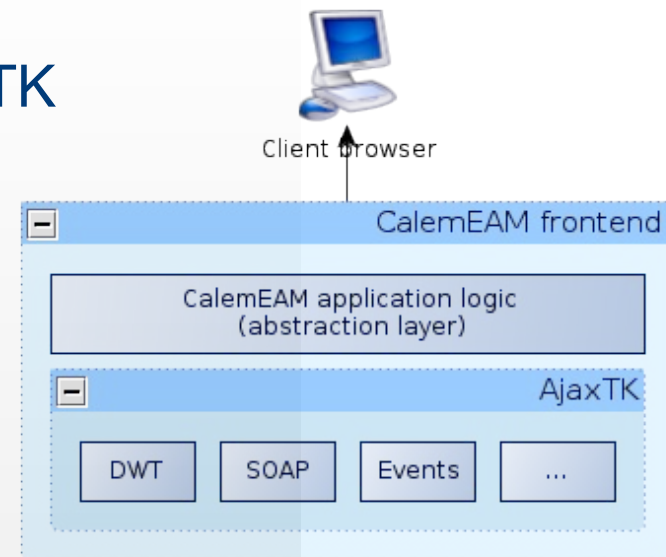 TK
Client browser
CalemEAM frontend
CalemEAM application logic
(abstraction layer)
AjaxTK
DWT
SOAP
Events
...